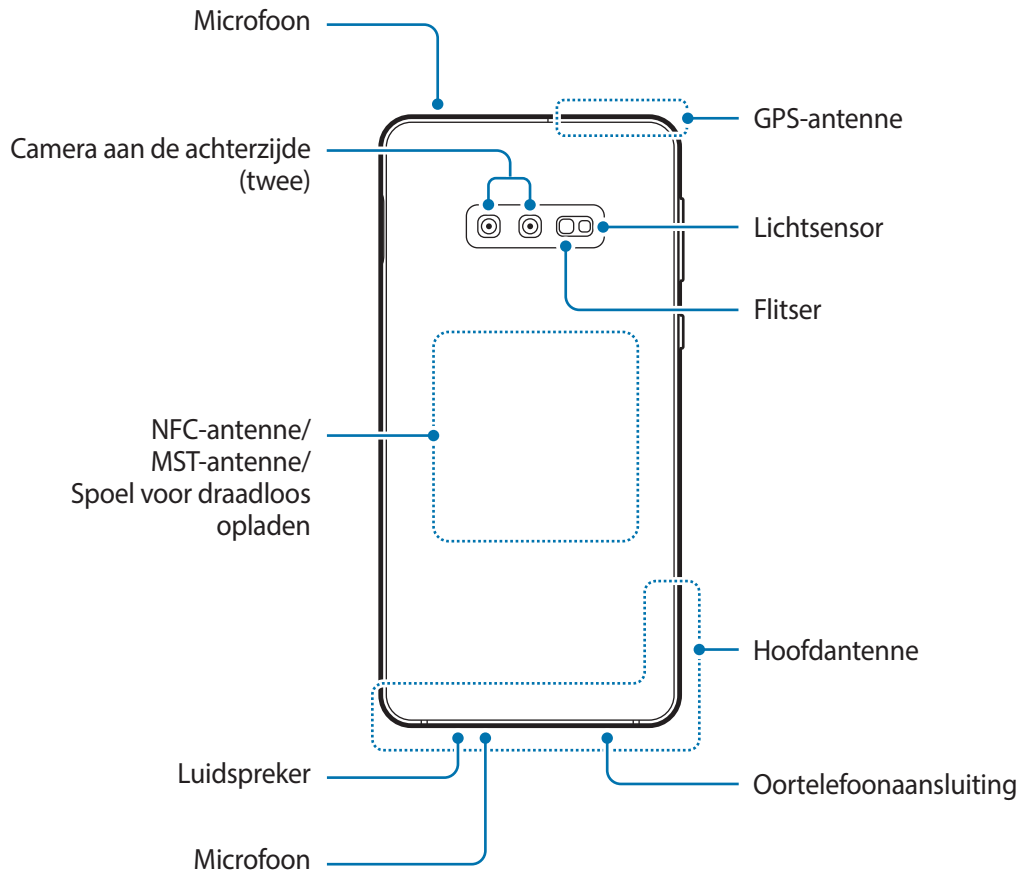 Microfoon
GPS-antenne
Camera aan de achterzijde
(twee)
Lichtsensor
Flitser
NFC-antenne/
MST-antenne/
Spoel voor draadloos
opladen
Hoofdantenne
Luidspreker
Oortelefoonaansluiting
Microfoon